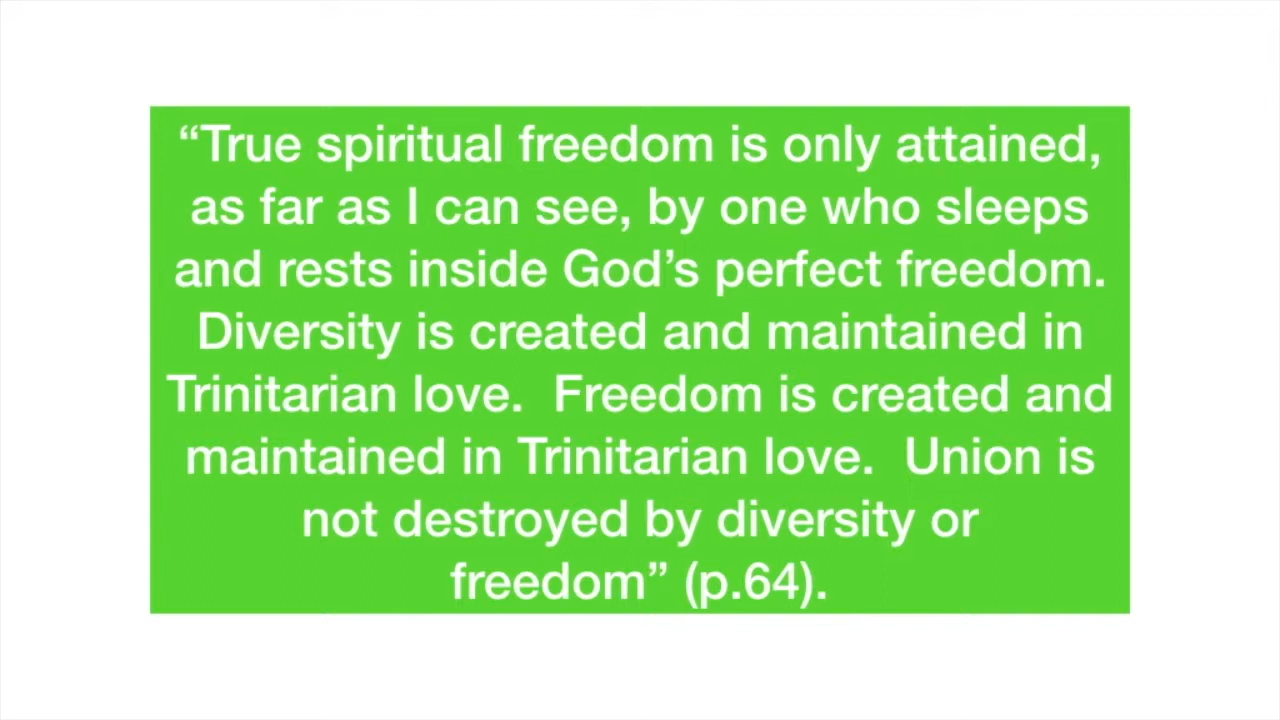 “True spiritual freedom is only attained,
as far as I can see, by one who sleeps
and rests inside God’s perfect freedom.
Diversity is created and maintained in
Trinitarian love.  Freedom is created and
maintained in Trinitarian love.  Union is
not destroyed by diversity or
freedom” (p.64).